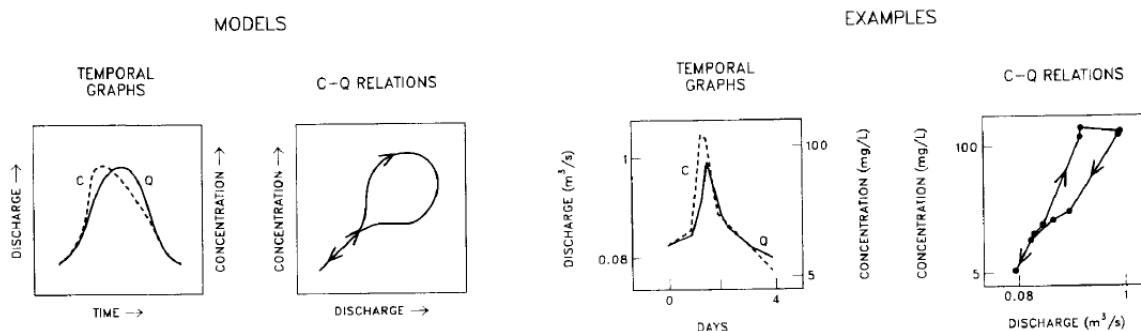 MODELS
EXAMPLES
TEMPORAL
GRAPHS
C-Q RELATIONS
TEMPORAL
GRAPHS
C-Q RELATIONS
DISCHARGE →
C
Q
CONCENTRATION →
TIME →
CONCENTRATION →
DISCHARGE →
DISCHARGE (m³/s)
1
0.08
C
Q
100
5
CONCENTRATION (mg/L)
0
4
DAYS
CONCENTRATION (mg/L)
100
5
0.08
1
DISCHARGE (m³/s)